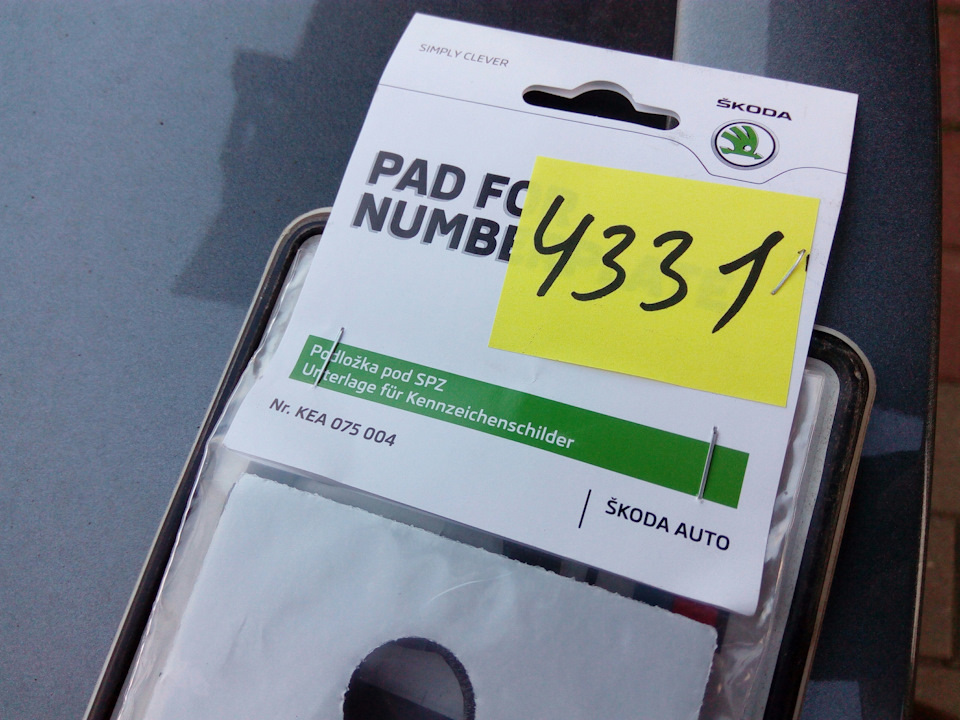 SIMPLY CLEVER
ŠKODA
PAD FO
NUMBE
4331
Podložka pod SPZ
Unterlage für Kennzeichenschilder
Nr. KEA 075 004
ŠKODA AUTO